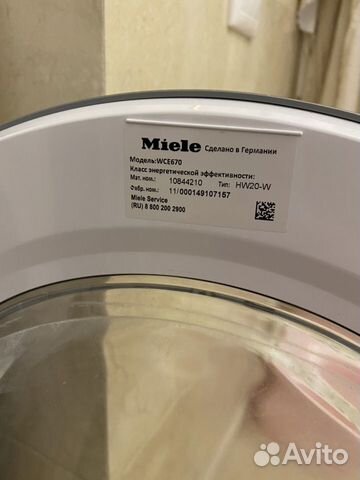 Miele Сделано в Германии
Модель:WCE670
Класс энергетической эффективности:
Мат. ном.: 10844210 Тип: HW20-W
Фабр. ном.: 11/000149107157
Miele Service
(RU) 8 800 200 2900
Avito